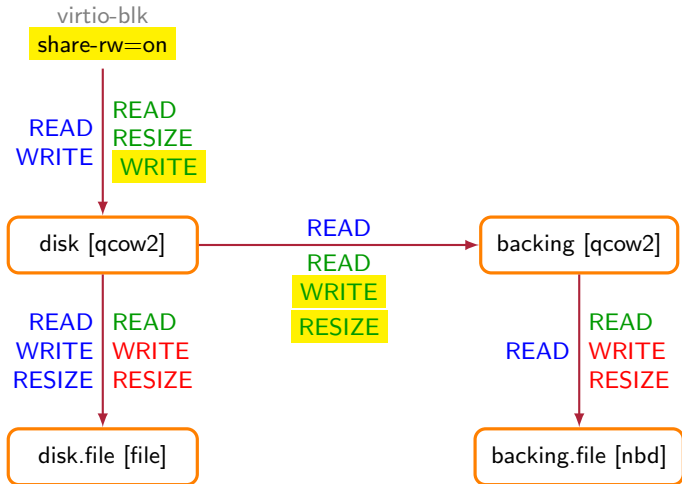 virtio-blk
share-rw=on
READ
WRITE
READ
RESIZE
WRITE
disk [qcow2]
READ
READ
WRITE
RESIZE
backing [qcow2]
READ
WRITE
RESIZE
READ
WRITE
RESIZE
READ
READ
WRITE
RESIZE
disk.file [file]
backing.file [nbd]